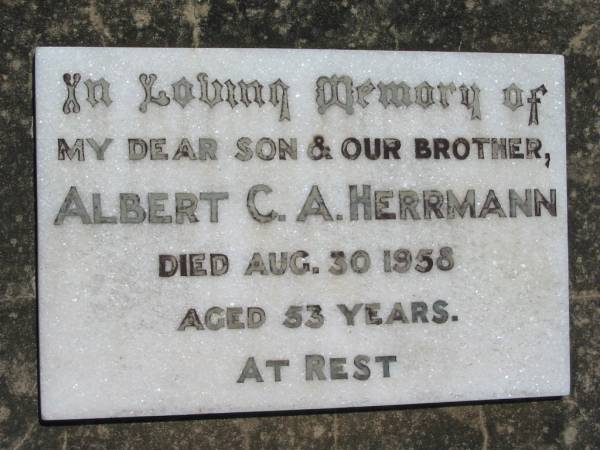 In Loving Memory of
MY DEAR SON & OUR BROTHER,
ALBERT C. A. HERRMANN
DIED AUG. 30 1958
AGED 53 YEARS.
AT REST